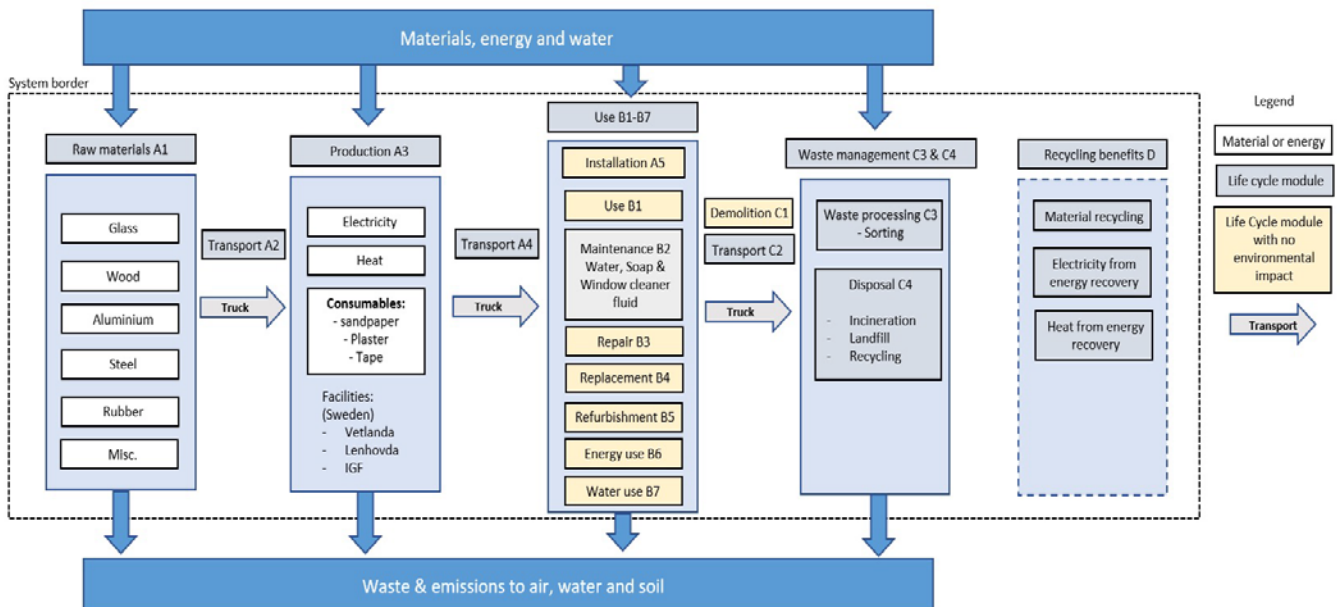 Materials, energy and water
System border
Raw materials A1
Glass
Wood
Aluminium
Steel
Rubber
Misc.
Transport A2
Truck
Production A3
Electricity
Heat
Consumables:
- sandpaper
- Plaster
- Tape
Facilities:
(Sweden)
- Vetlanda
- Lenhovda
- IGF
Transport A4
Truck
Use B1-B7
Installation A5
Use B1
Maintenance B2
Water, Soap &
Window cleaner
fluid
Repair B3
Replacement B4
Refurbishment B5
Energy use B6
Water use B7
Demolition C1
Transport C2
Truck
Waste management C3 & C4
Waste processing C3
- Sorting
Disposal C4
- Incineration
- Landfill
- Recycling
Recycling benefits D
Material recycling
Electricity from
energy recovery
Heat from energy
recovery
Legend
Material or energy
Life cycle module
Life Cycle module
with no
environmental
impact
Transport
Waste & emissions to air, water and soil